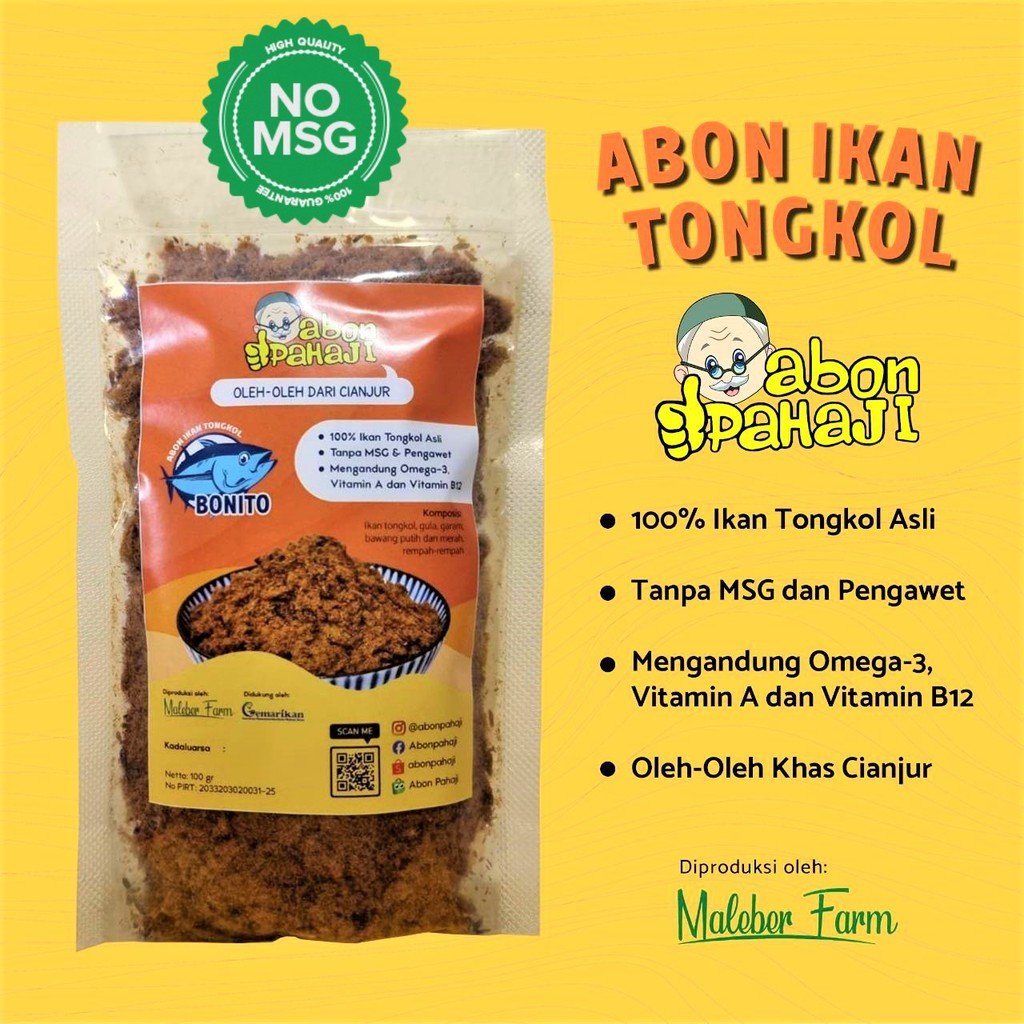 HIGH QUALITY
NO
MSG
100% GUARANTEE
ABON IKAN
TONGKOL
abon
PAHAJI
100% Ikan Tongkol Asli
Tanpa MSG dan Pengawet
Mengandung Omega-3,
Vitamin A dan Vitamin B12
Oleh-Oleh Khas Cianjur
Diproduksi oleh:
Maleber Farm
abon
PAHAJI
OLEH-OLEH DARI CIANJUR
ABON IKAN TONGKOL
BONITO
100% Ikan Tongkol Asli
Tanpa MSG & Pengawet
Mengandung Omega-3,
Vitamin A dan Vitamin B12
Komposisi:
Ikan tongkol, gula, garam,
bawang putih dan merah,
rempah-rempah
Diproduksi oleh:
Maleber Farm
Didukung oleh:
Gemarikan
Kadaluarsa :
Netto: 100 gr
No PIRT: 2033203020031-25
SCAN ME
@abonpahaji
Abonpahaji
abonpahaji
Abon Pahaji